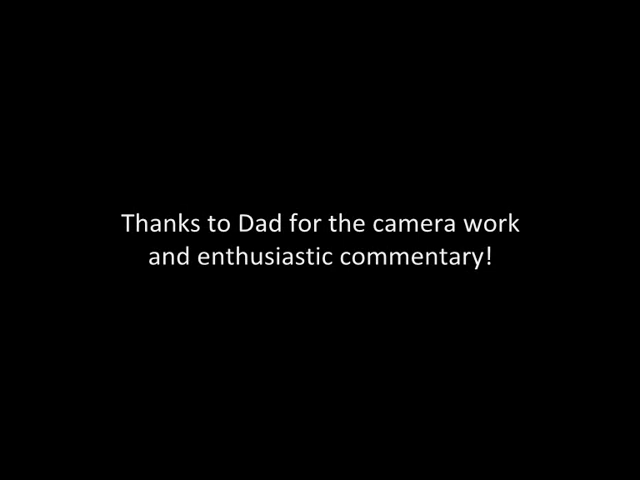 Thanks to Dad for the camera work
and enthusiastic commentary!